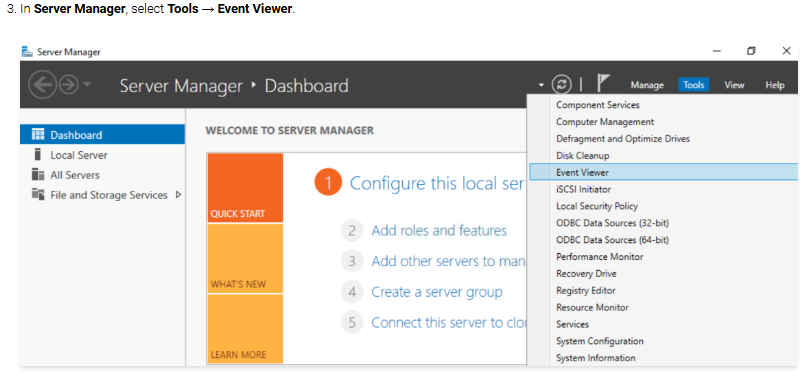 3. In Server Manager, select Tools → Event Viewer.
Server Manager
Server Manager • Dashboard
Manage Tools View Help
Dashboard
Local Server
All Servers
File and Storage Services
WELCOME TO SERVER MANAGER
QUICK START
WHAT'S NEW
LEARN MORE
1 Configure this local ser
2 Add roles and features
3 Add other servers to man
4 Create a server group
5 Connect this server to clou
Component Services
Computer Management
Defragment and Optimize Drives
Disk Cleanup
Event Viewer
iSCSI Initiator
Local Security Policy
ODBC Data Sources (32-bit)
ODBC Data Sources (64-bit)
Performance Monitor
Recovery Drive
Registry Editor
Resource Monitor
Services
System Configuration
System Information